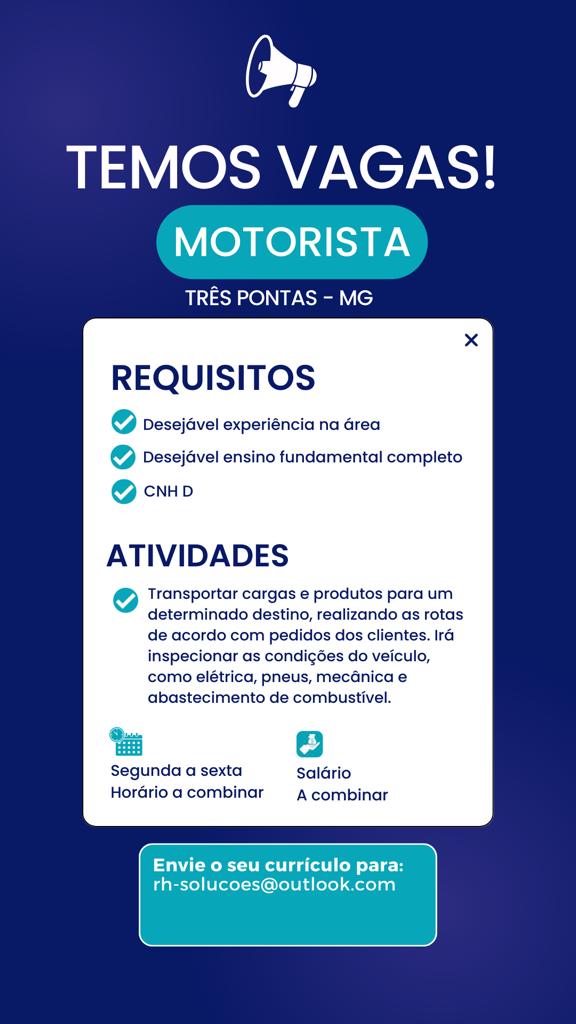 TEMOS VAGAS!
MOTORISTA
TRÊS PONTAS - MG
REQUISITOS
Desejável experiência na área
Desejável ensino fundamental completo
CNH D
ATIVIDADES
Transportar cargas e produtos para um
determinado destino, realizando as rotas
de acordo com pedidos dos clientes. Irá
inspecionar as condições do veículo,
como elétrica, pneus, mecânica e
abastecimento de combustível.
Segunda a sexta
Horário a combinar
Salário
A combinar
Envie o seu currículo para:
rh-solucoes@outlook.com